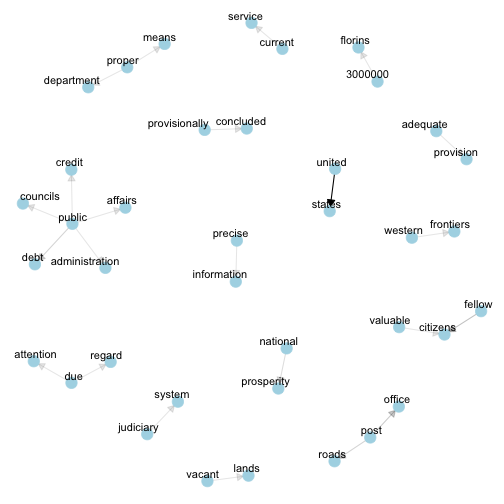 service
means
current
florins
proper
department
3000000
provisionally
concluded
adequate
provision
credit
united
councils
affairs
public
states
western
frontiers
precise
debt
administration
information
fellow
valuable
citizens
national
attention
regard
due
prosperity
system
office
judiciary
post
roads
vacant
lands